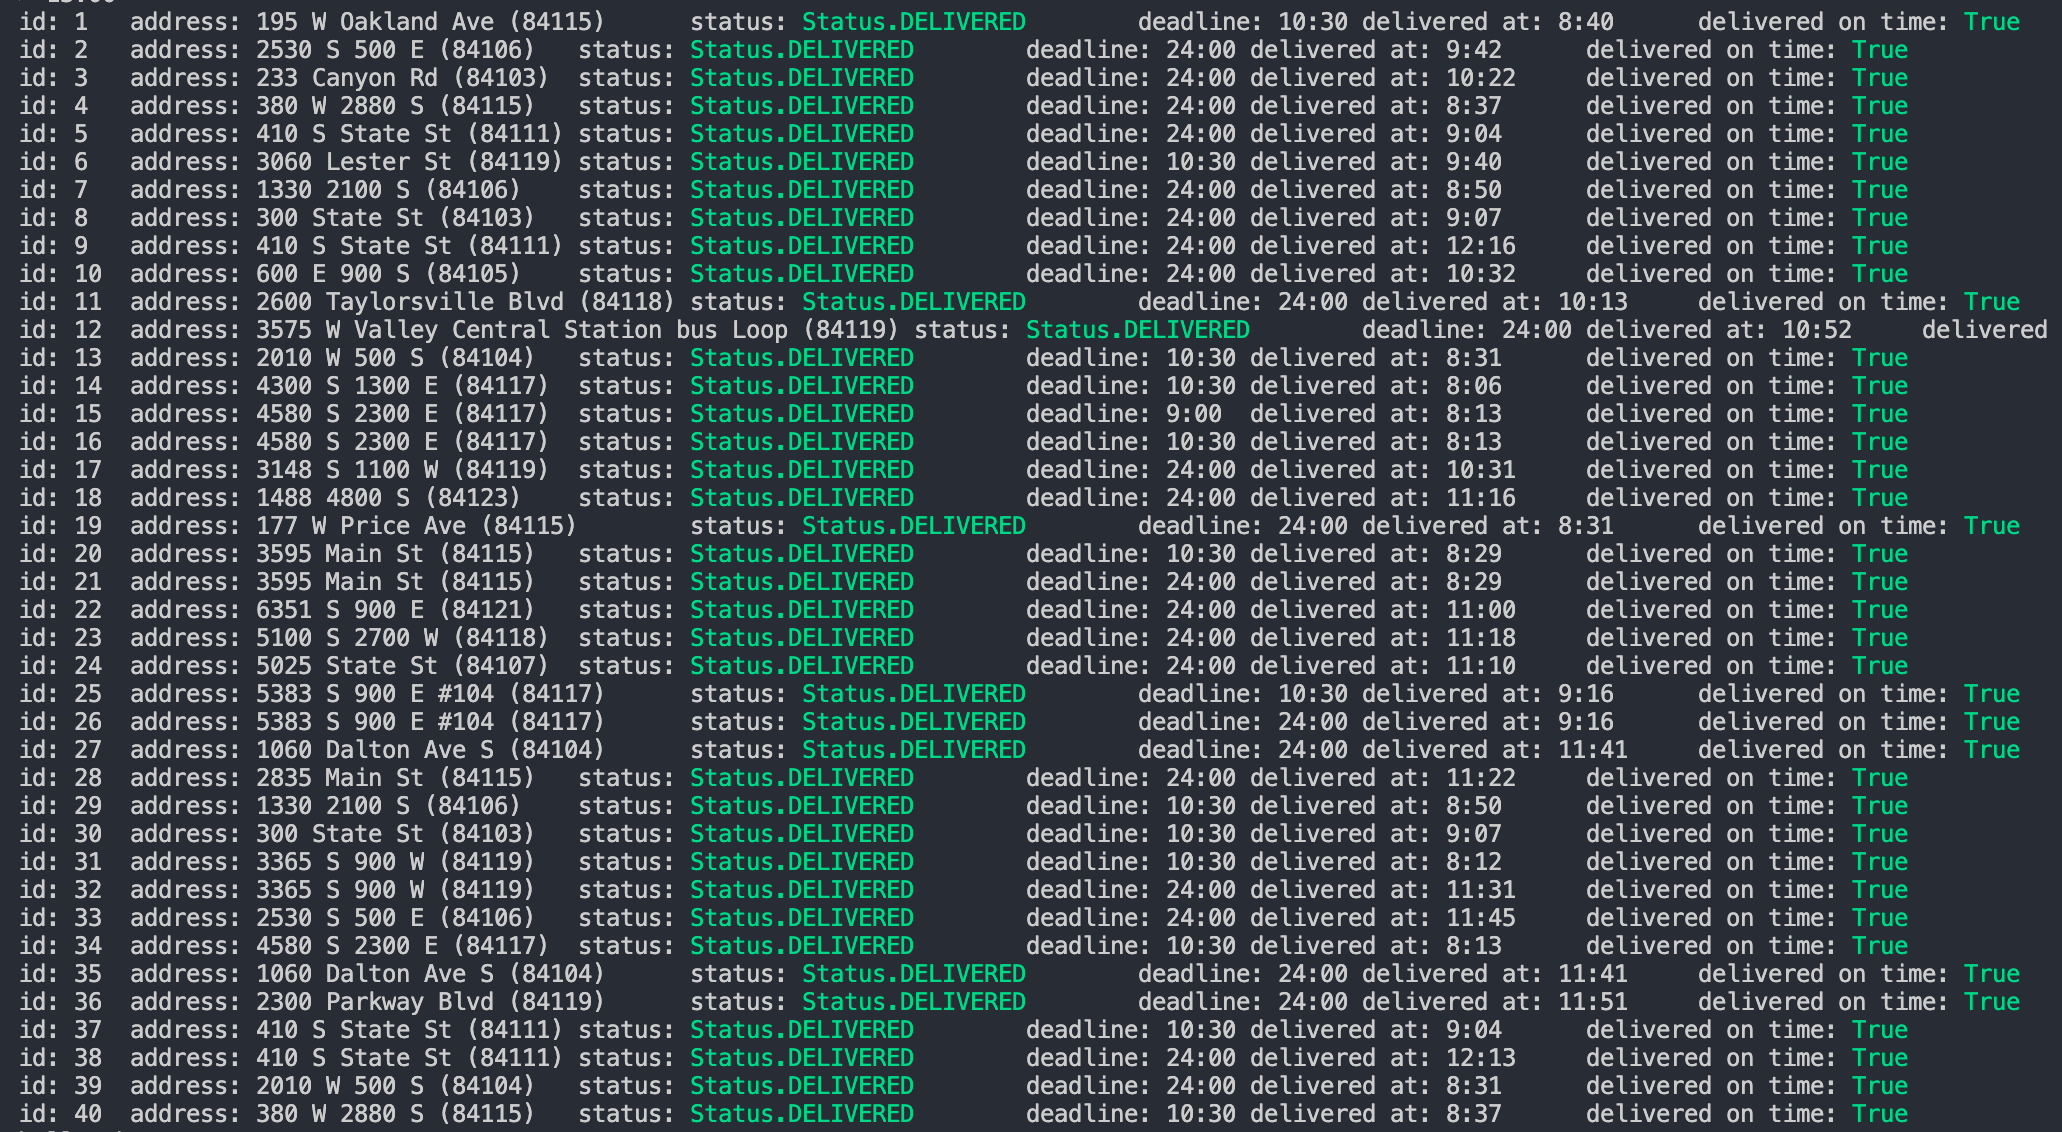 id: 1 address: 195 W Oakland Ave (84115) status: Status.DELIVERED deadline: 10:30 delivered at: 8:40 delivered on time: True
id: 2 address: 2530 S 500 E (84106) status: Status.DELIVERED deadline: 24:00 delivered at: 9:42 delivered on time: True
id: 3 address: 233 Canyon Rd (84103) status: Status.DELIVERED deadline: 24:00 delivered at: 10:22 delivered on time: True
id: 4 address: 380 W 2880 S (84115) status: Status.DELIVERED deadline: 24:00 delivered at: 8:37 delivered on time: True
id: 5 address: 410 S State St (84111) status: Status.DELIVERED deadline: 24:00 delivered at: 9:04 delivered on time: True
id: 6 address: 3060 Lester St (84119) status: Status.DELIVERED deadline: 10:30 delivered at: 9:40 delivered on time: True
id: 7 address: 1330 2100 S (84106) status: Status.DELIVERED deadline: 24:00 delivered at: 8:50 delivered on time: True
id: 8 address: 300 State St (84103) status: Status.DELIVERED deadline: 24:00 delivered at: 9:07 delivered on time: True
id: 9 address: 410 S State St (84111) status: Status.DELIVERED deadline: 24:00 delivered at: 12:16 delivered on time: True
id: 10 address: 600 E 900 S (84105) status: Status.DELIVERED deadline: 24:00 delivered at: 10:32 delivered on time: True
id: 11 address: 2600 Taylorsville Blvd (84118) status: Status.DELIVERED deadline: 24:00 delivered at: 10:13 delivered on time: True
id: 12 address: 3575 W Valley Central Station bus Loop (84119) status: Status.DELIVERED deadline: 24:00 delivered at: 10:52 delivered
id: 13 address: 2010 W 500 S (84104) status: Status.DELIVERED deadline: 10:30 delivered at: 8:31 delivered on time: True
id: 14 address: 4300 S 1300 E (84117) status: Status.DELIVERED deadline: 10:30 delivered at: 8:06 delivered on time: True
id: 15 address: 4580 S 2300 E (84117) status: Status.DELIVERED deadline: 9:00 delivered at: 8:13 delivered on time: True
id: 16 address: 4580 S 2300 E (84117) status: Status.DELIVERED deadline: 10:30 delivered at: 8:13 delivered on time: True
id: 17 address: 3148 S 1100 W (84119) status: Status.DELIVERED deadline: 24:00 delivered at: 10:31 delivered on time: True
id: 18 address: 1488 4800 S (84123) status: Status.DELIVERED deadline: 24:00 delivered at: 11:16 delivered on time: True
id: 19 address: 177 W Price Ave (84115) status: Status.DELIVERED deadline: 24:00 delivered at: 8:31 delivered on time: True
id: 20 address: 3595 Main St (84115) status: Status.DELIVERED deadline: 10:30 delivered at: 8:29 delivered on time: True
id: 21 address: 3595 Main St (84115) status: Status.DELIVERED deadline: 24:00 delivered at: 8:29 delivered on time: True
id: 22 address: 6351 S 900 E (84121) status: Status.DELIVERED deadline: 24:00 delivered at: 11:00 delivered on time: True
id: 23 address: 5100 S 2700 W (84118) status: Status.DELIVERED deadline: 24:00 delivered at: 11:18 delivered on time: True
id: 24 address: 5025 State St (84107) status: Status.DELIVERED deadline: 24:00 delivered at: 11:10 delivered on time: True
id: 25 address: 5383 S 900 E #104 (84117) status: Status.DELIVERED deadline: 10:30 delivered at: 9:16 delivered on time: True
id: 26 address: 5383 S 900 E #104 (84117) status: Status.DELIVERED deadline: 24:00 delivered at: 9:16 delivered on time: True
id: 27 address: 1060 Dalton Ave S (84104) status: Status.DELIVERED deadline: 24:00 delivered at: 11:41 delivered on time: True
id: 28 address: 2835 Main St (84115) status: Status.DELIVERED deadline: 24:00 delivered at: 11:22 delivered on time: True
id: 29 address: 1330 2100 S (84106) status: Status.DELIVERED deadline: 10:30 delivered at: 8:50 delivered on time: True
id: 30 address: 300 State St (84103) status: Status.DELIVERED deadline: 10:30 delivered at: 9:07 delivered on time: True
id: 31 address: 3365 S 900 W (84119) status: Status.DELIVERED deadline: 10:30 delivered at: 8:12 delivered on time: True
id: 32 address: 3365 S 900 W (84119) status: Status.DELIVERED deadline: 24:00 delivered at: 11:31 delivered on time: True
id: 33 address: 2530 S 500 E (84106) status: Status.DELIVERED deadline: 24:00 delivered at: 11:45 delivered on time: True
id: 34 address: 4580 S 2300 E (84117) status: Status.DELIVERED deadline: 10:30 delivered at: 8:13 delivered on time: True
id: 35 address: 1060 Dalton Ave S (84104) status: Status.DELIVERED deadline: 24:00 delivered at: 11:41 delivered on time: True
id: 36 address: 2300 Parkway Blvd (84119) status: Status.DELIVERED deadline: 24:00 delivered at: 11:51 delivered on time: True
id: 37 address: 410 S State St (84111) status: Status.DELIVERED deadline: 10:30 delivered at: 9:04 delivered on time: True
id: 38 address: 410 S State St (84111) status: Status.DELIVERED deadline: 24:00 delivered at: 12:13 delivered on time: True
id: 39 address: 2010 W 500 S (84104) status: Status.DELIVERED deadline: 24:00 delivered at: 8:31 delivered on time: True
id: 40 address: 380 W 2880 S (84115) status: Status.DELIVERED deadline: 10:30 delivered at: 8:37 delivered on time: True